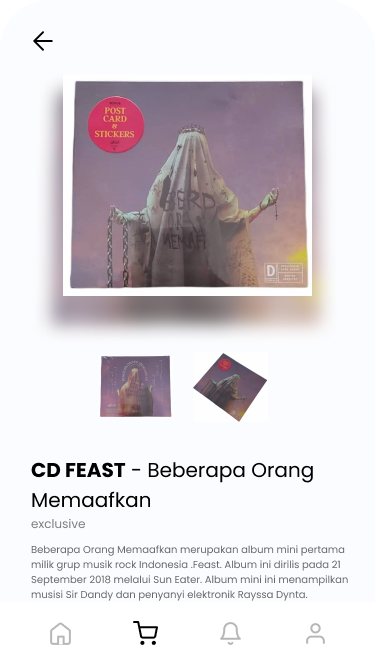 POST
CARD
&
STICKERS
D
CD FEAST - Beberapa Orang
Memaafkan
exclusive
Beberapa Orang Memaafkan merupakan album mini pertama
milik grup musik rock Indonesia .Feast. Album ini dirilis pada 21
September 2018 melalui Sun Eater. Album mini ini menampilkan
musisi Sir Dandy dan penyanyi elektronik Rayssa Dynta.